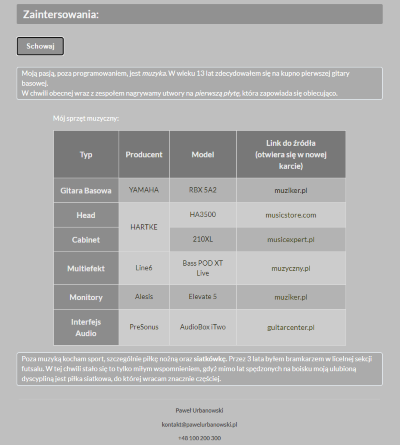 Zaintersowania:
Schowaj
Moją pasją, poza programowaniem, jest muzyka. W wieku 13 lat zdecydowałem się na kupno pierwszej gitary
basowej.
W chwili obecnej wraz z zespołem nagrywamy utwory na pierwszą płytę, która zapowiada się obiecująco.
Mój sprzęt muzyczny:
Typ Producent Model Link do źródła
(otwiera się w nowej
karcie)
Gitara Basowa YAMAHA RBX 5A2 muziker.pl
Head HARTKE HA3500 musicstore.com
Cabinet 210XL musicexpert.pl
Multiefekt Line6 Bass POD XT
Live muzyczny.pl
Monitory Alesis Elevate 5 muziker.pl
Interfejs
Audio PreSonus AudioBox iTwo guitarcenter.pl
Poza muzyką kocham sport, szczególnie piłkę nożną oraz siatkówkę. Przez 3 lata byłem bramkarzem w licelnej sekcji
futsalu. W tej chwili stało się to tylko miłym wspomnieniem, gdyż mimo lat spędzonych na boisku moją ulubioną
dyscypliną jest piłka siatkowa, do której wracam znacznie częściej.
Paweł Urbanowski
kontakt@pawelurbanowski.pl
+48 100 200 300